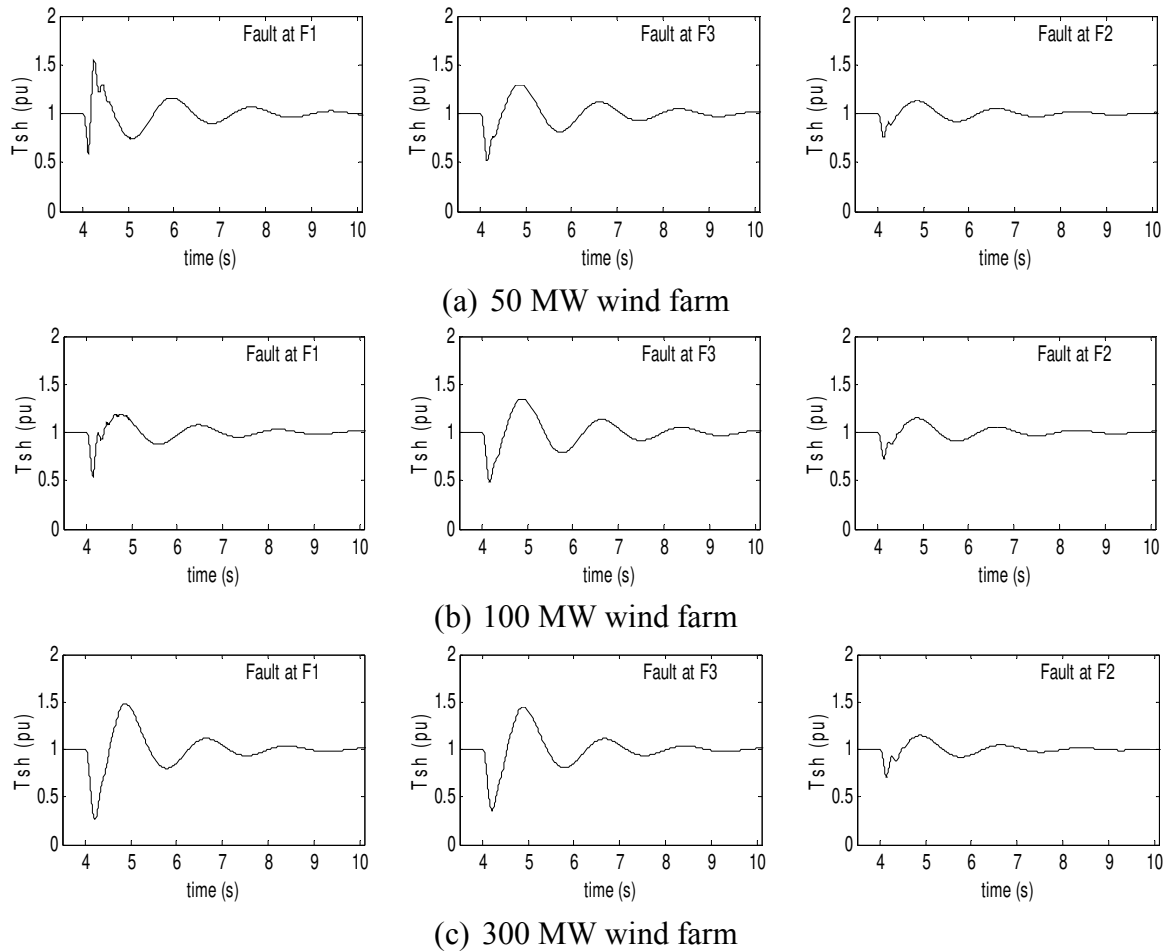 Fault at F1
Fault at F3
Fault at F2
T sh (pu)
T sh (pu)
T sh (pu)
2
1.5
1
0.5
0
2
1.5
1
0.5
0
2
1.5
1
0.5
0
4 5 6 7 8 9 10
4 5 6 7 8 9 10
4 5 6 7 8 9 10
time (s)
time (s)
time (s)
(a) 50 MW wind farm
Fault at F1
Fault at F3
Fault at F2
T sh (pu)
T sh (pu)
T sh (pu)
2
1.5
1
0.5
0
2
1.5
1
0.5
0
2
1.5
1
0.5
0
4 5 6 7 8 9 10
4 5 6 7 8 9 10
4 5 6 7 8 9 10
time (s)
time (s)
time (s)
(b) 100 MW wind farm
Fault at F1
Fault at F3
Fault at F2
T sh (pu)
T sh (pu)
T sh (pu)
2
1.5
1
0.5
0
2
1.5
1
0.5
0
2
1.5
1
0.5
0
4 5 6 7 8 9 10
4 5 6 7 8 9 10
4 5 6 7 8 9 10
time (s)
time (s)
time (s)
(c) 300 MW wind farm